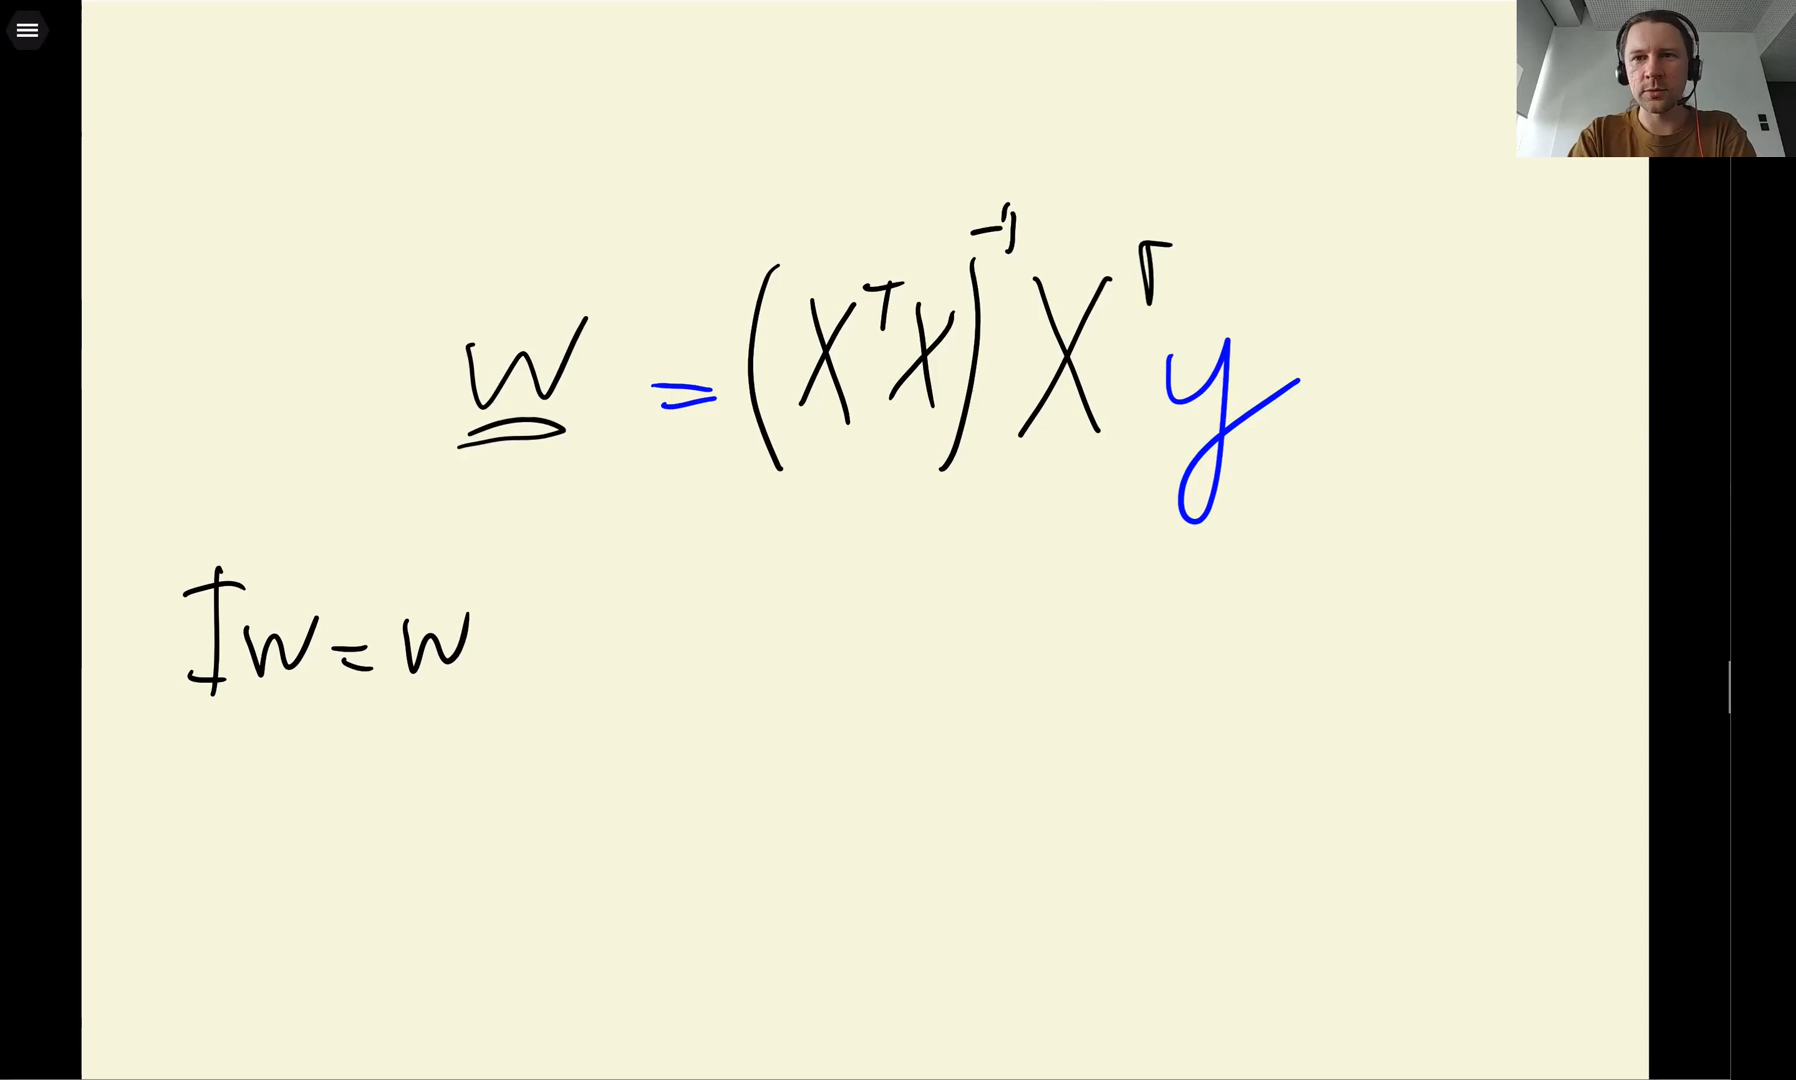 w = (XᵀX)⁻¹Xᵀy
Iw = w